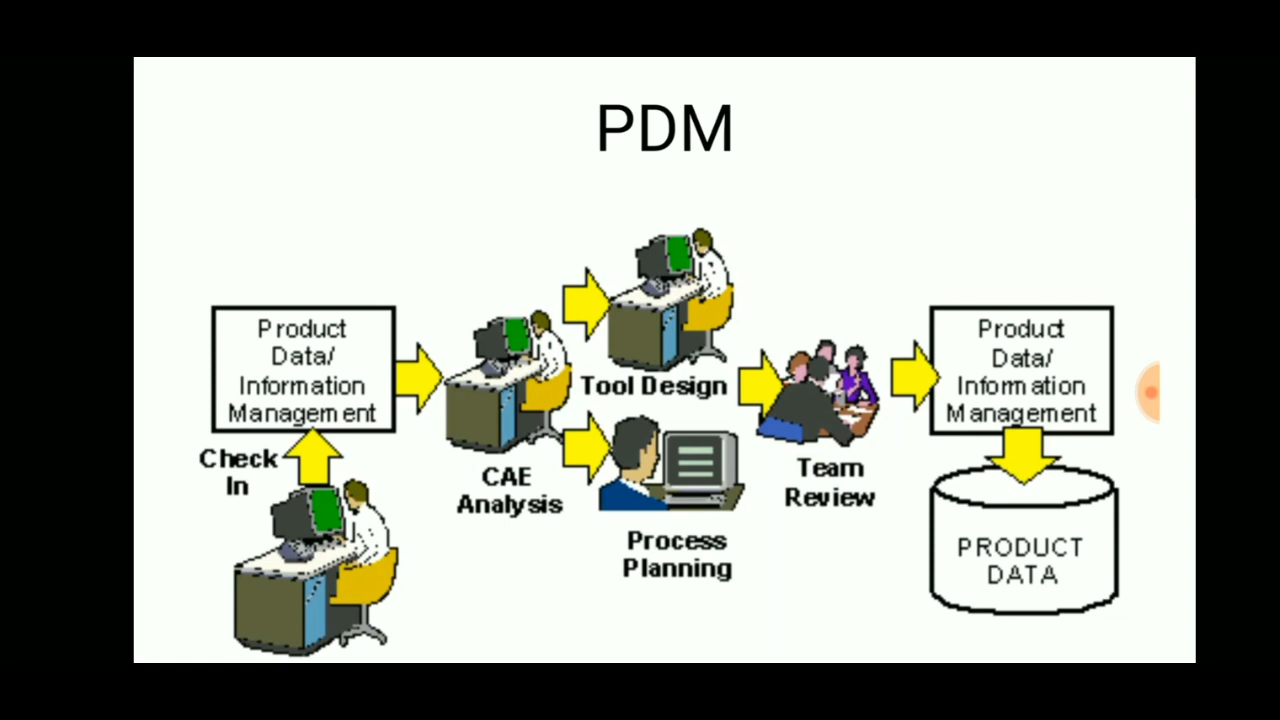 PDM
Product
Data/
Information
Management
Check
In
CAE
Analysis
Tool Design
Process
Planning
Team
Review
Product
Data/
Information
Management
PRODUCT
DATA